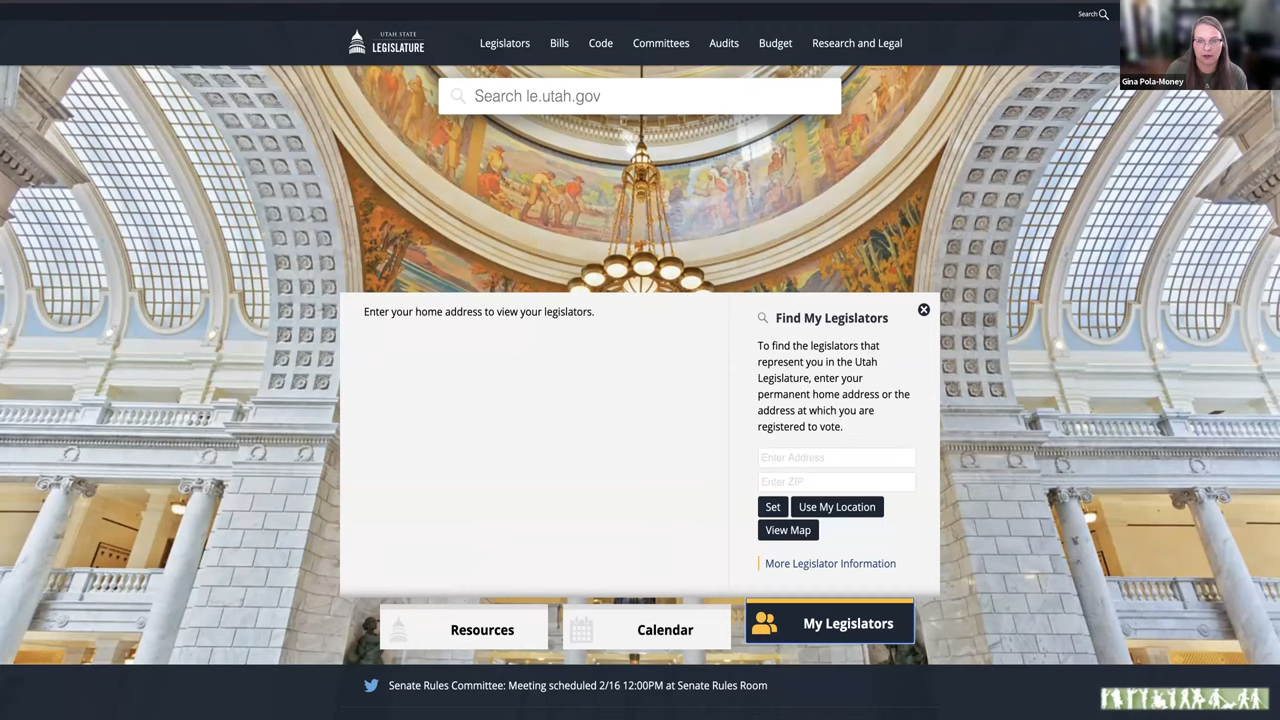 Search
UTAH STATE
LEGISLATURE
Legislators
Bills
Code
Committees
Audits
Budget
Research and Legal
Gina Pola-Money
Search le.utah.gov
Enter your home address to view your legislators.
Find My Legislators
To find the legislators that
represent you in the Utah
Legislature, enter your
permanent home address or the
address at which you are
registered to vote.
Enter Address
Enter ZIP
Set
Use My Location
View Map
More Legislator Information
Resources
Calendar
My Legislators
Senate Rules Committee: Meeting scheduled 2/16 12:00PM at Senate Rules Room